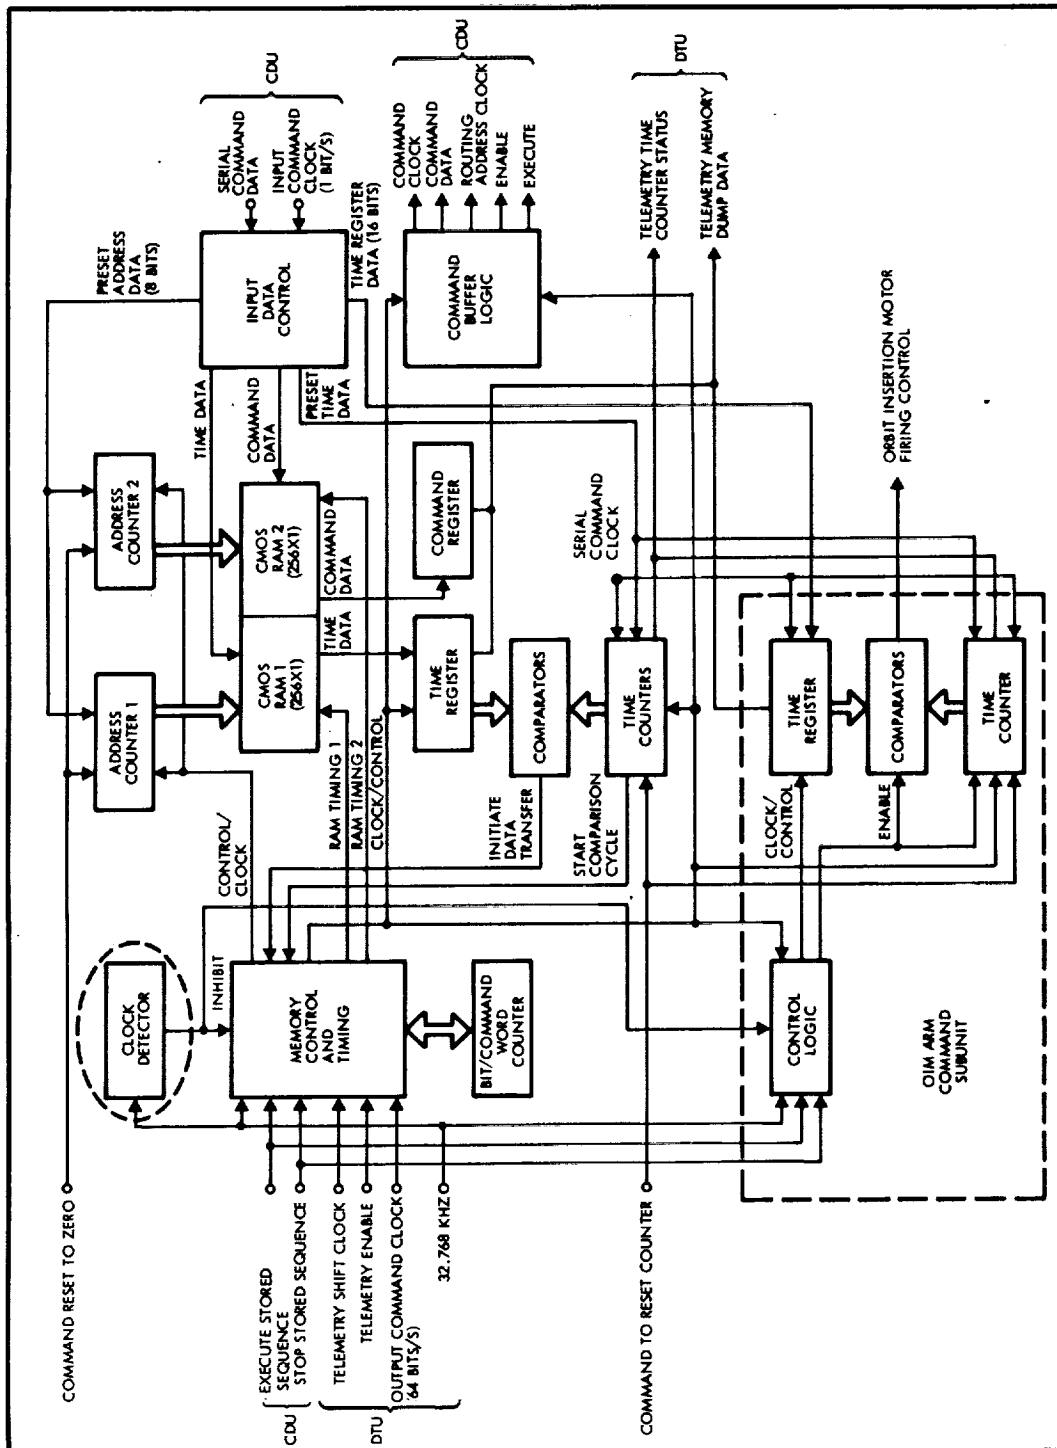 COMMAND RESET TO ZERO
EXECUTE STORED
SEQUENCE
STOP STORED SEQUENCE
CDU
TELEMETRY SHIFT CLOCK
TELEMETRY ENABLE
OUTPUT COMMAND CLOCK
64 BITS/S)
DTU
32.768 KHZ
COMMAND TO RESET COUNTER
CLOCK
DETECTOR
INHIBIT
MEMORY
CONTROL
AND
TIMING
BIT/COMMAND
WORD
COUNTER
CONTROL/
CLOCK
ADDRESS
COUNTER 1
ADDRESS
COUNTER 2
PRESET
ADDRESS
DATA
(8 BITS)
CMOS
RAM 1
(256X1)
CMOS
RAM 2
(256X1)
TIME DATA
COMMAND
DATA
PRESET
TIME
DATA
RAM TIMING 1
RAM TIMING 2
CLOCK/CONTROL
TIME DATA
COMMAND
DATA
INPUT
DATA
CONTROL
SERIAL
COMMAND
DATA
INPUT
COMMAND
CLOCK
(1 BIT/S)
CDU
TIME REGISTER
DATA (16 BITS)
TIME
REGISTER
COMMAND
REGISTER
COMMAND
BUFFER
LOGIC
COMMAND
CLOCK
COMMAND
DATA
ROUTING
ADDRESS CLOCK
ENABLE
EXECUTE
CDU
INITIATE
DATA
TRANSFER
COMPARATORS
START
COMPARISON
CYCLE
TIME
COUNTERS
SERIAL
COMMAND
CLOCK
TELEMETRY TIME
COUNTER STATUS
TELEMETRY MEMORY
DUMP DATA
DTU
CONTROL
LOGIC
CLOCK/
CONTROL
ENABLE
TIME
REGISTER
COMPARATORS
TIME
COUNTER
ORBIT INSERTION MOTOR
FIRING CONTROL
OIM ARM
COMMAND
SUBUNIT